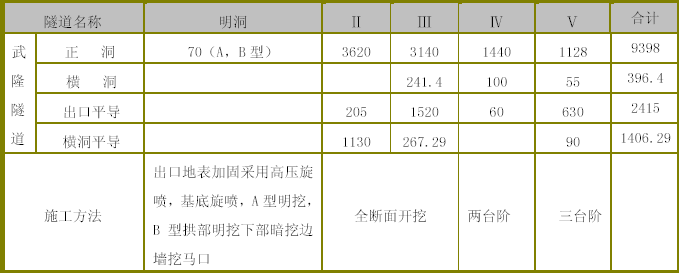 隧道名称 明洞 II III IV V 合计
武隆隧道
正 洞 70（A，B 型） 3620 3140 1440 1128 9398
横 洞 241.4 100 55 396.4
出口平导 205 1520 60 630 2415
横洞平导 1130 267.29 90 1406.29
施工方法
出口地表加固采用高压旋
喷，基底旋喷，A 型明挖，
B 型拱部明挖下部暗挖边
墙挖马口
全断面开挖 两台阶 三台阶